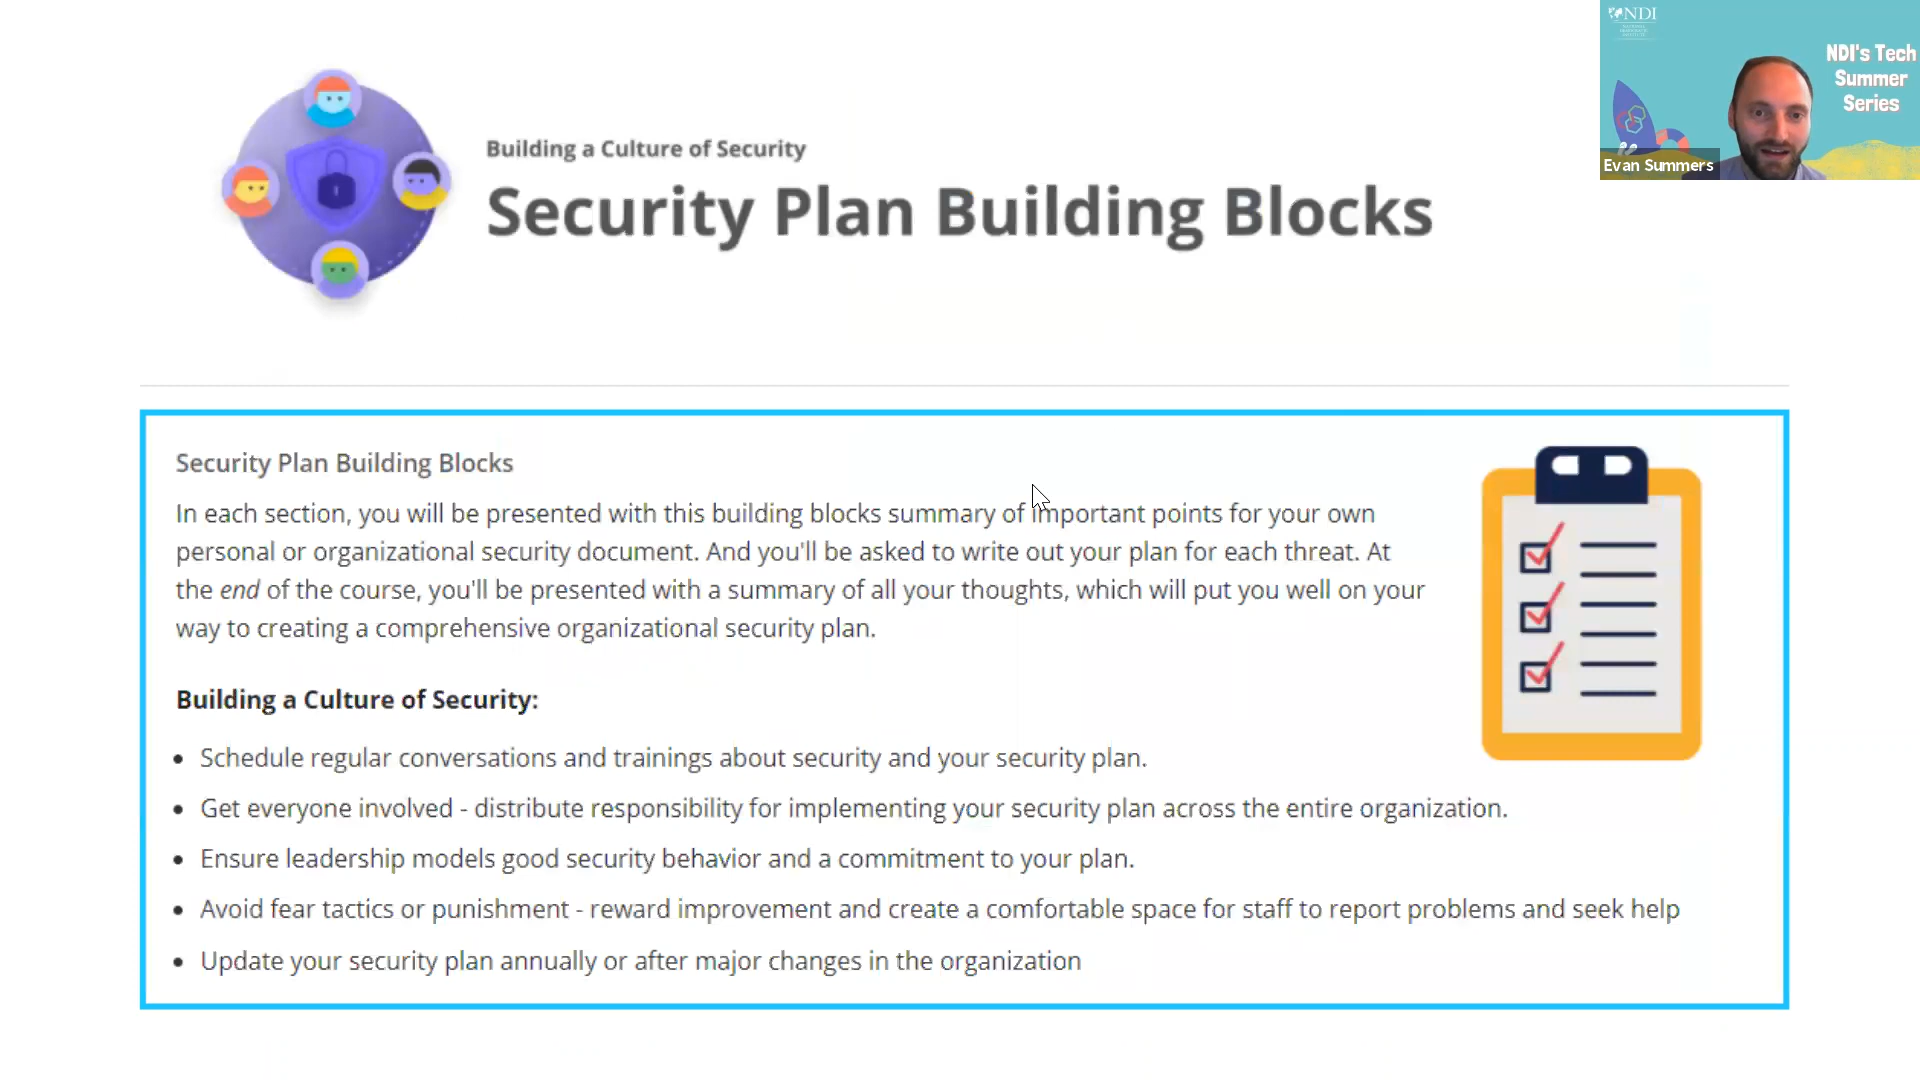 NDI
NDI's Tech
Summer
Series
Evan Summers
Building a Culture of Security
Security Plan Building Blocks
Security Plan Building Blocks
In each section, you will be presented with this building blocks summary of important points for your own
personal or organizational security document. And you'll be asked to write out your plan for each threat. At
the end of the course, you'll be presented with a summary of all your thoughts, which will put you well on your
way to creating a comprehensive organizational security plan.
Building a Culture of Security:
• Schedule regular conversations and trainings about security and your security plan.
• Get everyone involved - distribute responsibility for implementing your security plan across the entire organization.
• Ensure leadership models good security behavior and a commitment to your plan.
• Avoid fear tactics or punishment - reward improvement and create a comfortable space for staff to report problems and seek help
• Update your security plan annually or after major changes in the organization